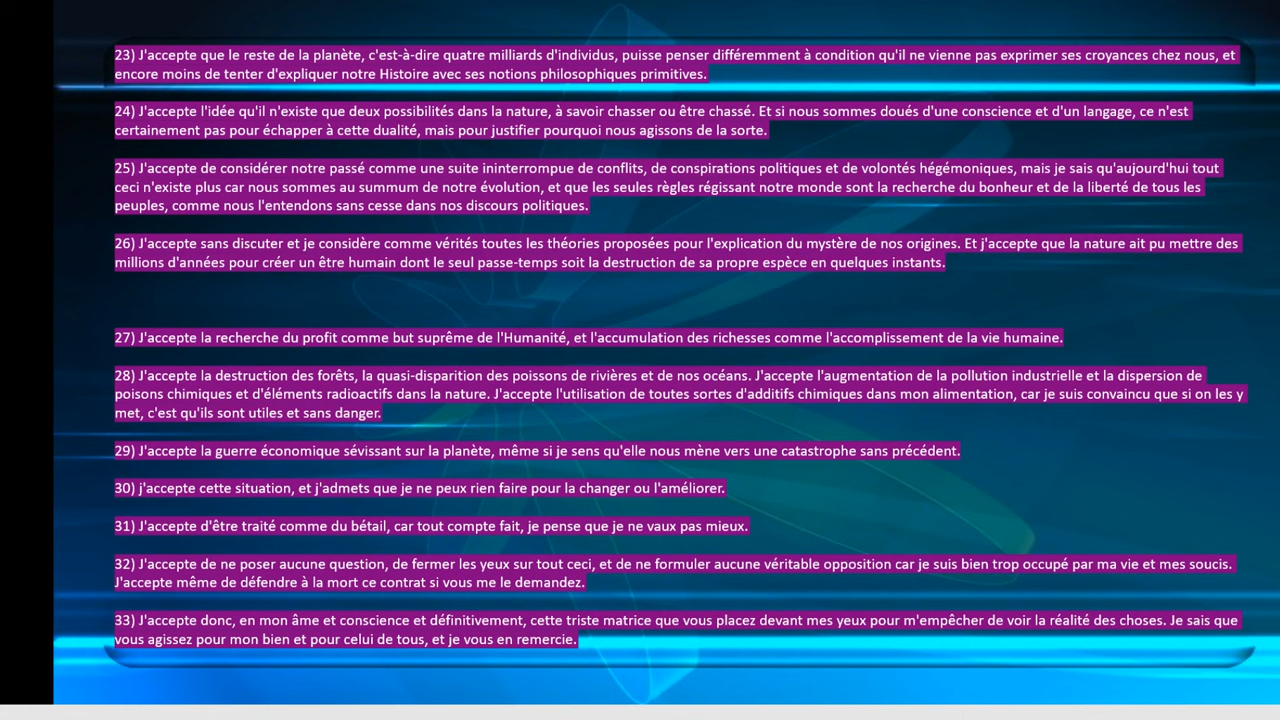 23) J'accepte que le reste de la planète, c'est-à-dire quatre milliards d'individus, puisse penser différemment à condition qu'il ne vienne pas exprimer ses croyances chez nous, et
encore moins de tenter d'expliquer notre Histoire avec ses notions philosophiques primitives.
24) J'accepte l'idée qu'il n'existe que deux possibilités dans la nature, à savoir chasser ou être chassé. Et si nous sommes doués d'une conscience et d'un langage, ce n'est
certainement pas pour échapper à cette dualité, mais pour justifier pourquoi nous agissons de la sorte.
25) J'accepte de considérer notre passé comme une suite ininterrompue de conflits, de conspirations politiques et de volontés hégémoniques, mais je sais qu'aujourd'hui tout
ceci n'existe plus car nous sommes au summum de notre évolution, et que les seules règles régissant notre monde sont la recherche du bonheur et de la liberté de tous les
peuples, comme nous l'entendons sans cesse dans nos discours politiques.
26) J'accepte sans discuter et je considère comme vérités toutes les théories proposées pour l'explication du mystère de nos origines. Et j'accepte que la nature ait pu mettre des
millions d'années pour créer un être humain dont le seul passe-temps soit la destruction de sa propre espèce en quelques instants.
27) J'accepte la recherche du profit comme but suprême de l'Humanité, et l'accumulation des richesses comme l'accomplissement de la vie humaine.
28) J'accepte la destruction des forêts, la quasi-disparition des poissons de rivières et de nos océans. J'accepte l'augmentation de la pollution industrielle et la dispersion de
poisons chimiques et d'éléments radioactifs dans la nature. J'accepte l'utilisation de toutes sortes d'additifs chimiques dans mon alimentation, car je suis convaincu que si on les y
met, c'est qu'ils sont utiles et sans danger.
29) J'accepte la guerre économique sévissant sur la planète, même si je sens qu'elle nous mène vers une catastrophe sans précédent.
30) j'accepte cette situation, et j'admets que je ne peux rien faire pour la changer ou l'améliorer.
31) J'accepte d'être traité comme du bétail, car tout compte fait, je pense que je ne vaux pas mieux.
32) J'accepte de ne poser aucune question, de fermer les yeux sur tout ceci, et de ne formuler aucune véritable opposition car je suis bien trop occupé par ma vie et mes soucis.
J'accepte même de défendre à la mort ce contrat si vous me le demandez.
33) J'accepte donc, en mon âme et conscience et définitivement, cette triste matrice que vous placez devant mes yeux pour m'empêcher de voir la réalité des choses. Je sais que
vous agissez pour mon bien et pour celui de tous, et je vous en remercie.